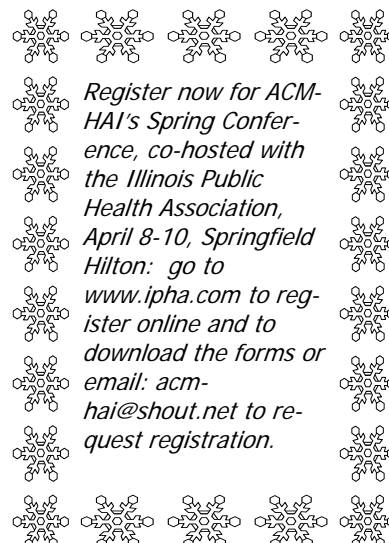 Register now for ACM-
HAI's Spring Confer-
ence, co-hosted with
the Illinois Public
Health Association,
April 8-10, Springfield
Hilton:  go to
www.ipha.com to reg-
ister online and to
download the forms or
email: acm-
hai@shout.net to re-
quest registration.